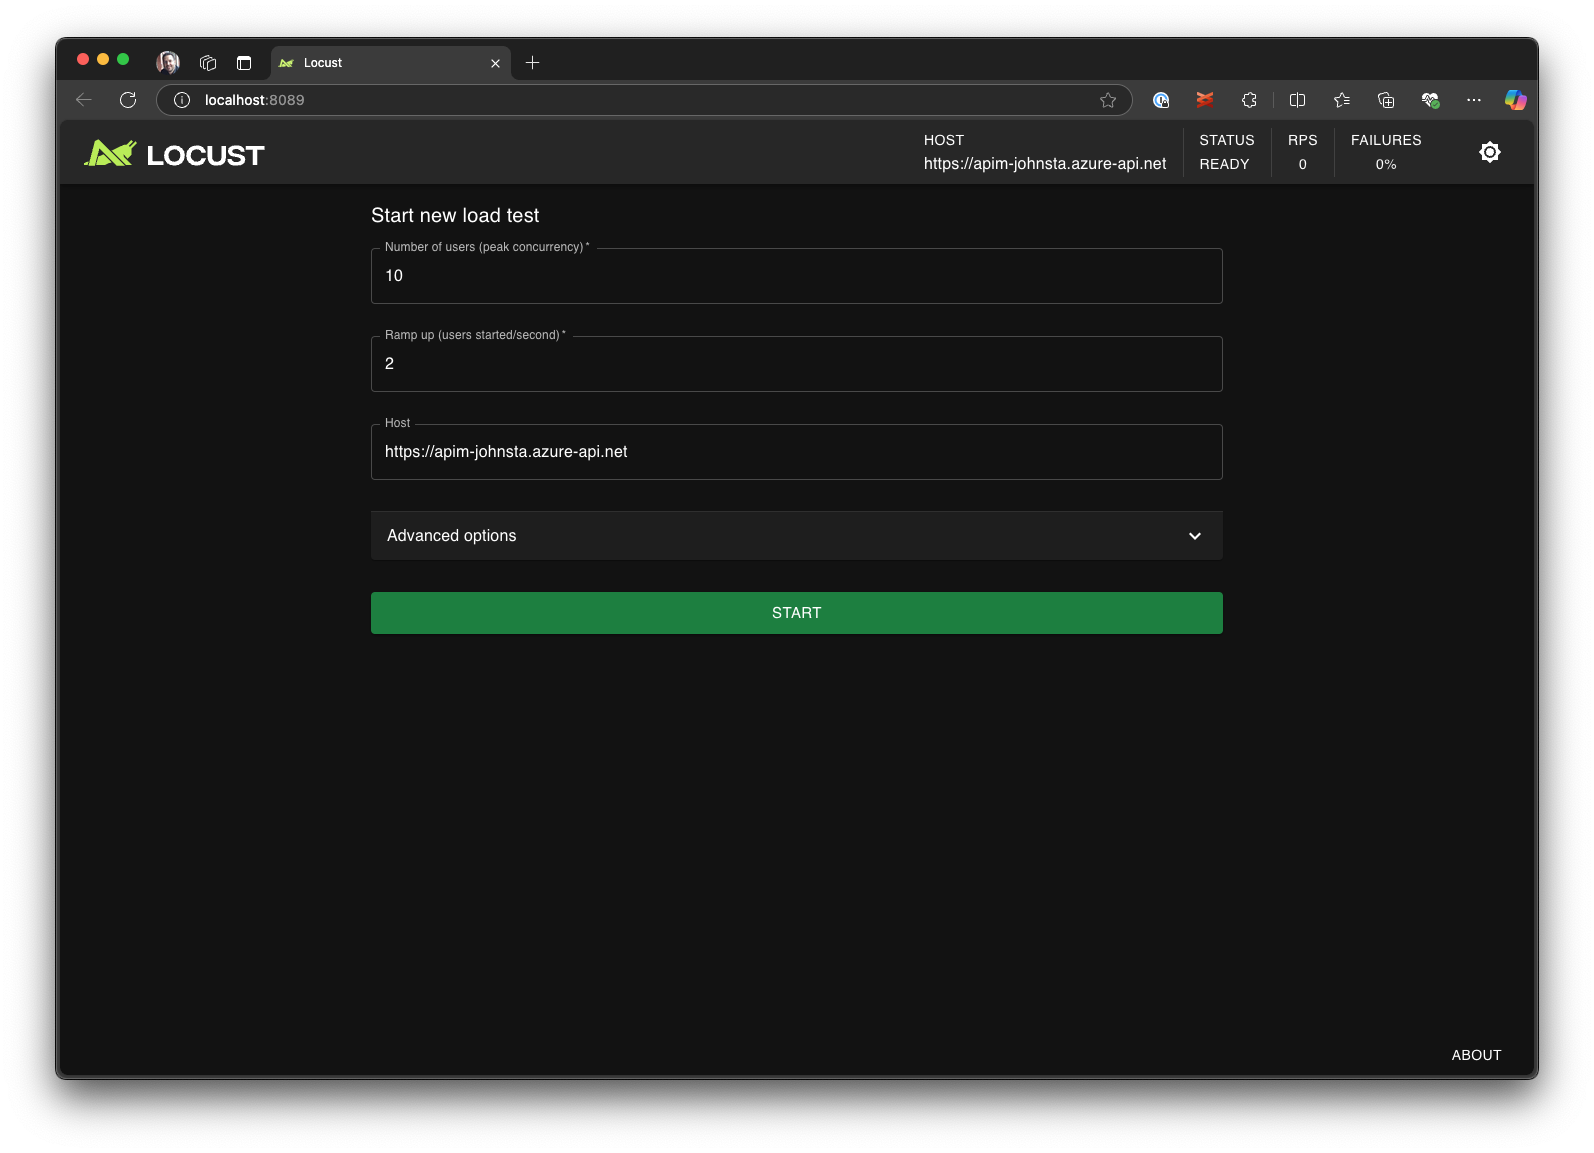 Locust
localhost:8089
LOCUST
HOST
https://apim-johnsta.azure-api.net
STATUS
READY
RPS
0
FAILURES
0%
Start new load test
Number of users (peak concurrency) *
10
Ramp up (users started/second) *
2
Host
https://apim-johnsta.azure-api.net
Advanced options
START
ABOUT